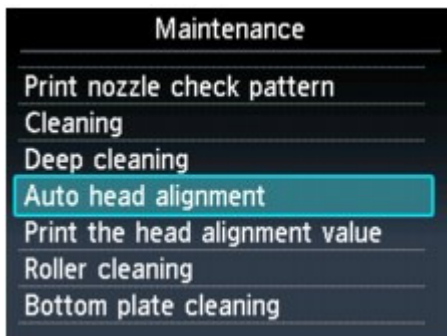 Maintenance
Print nozzle check pattern
Cleaning
Deep cleaning
Auto head alignment
Print the head alignment value
Roller cleaning
Bottom plate cleaning